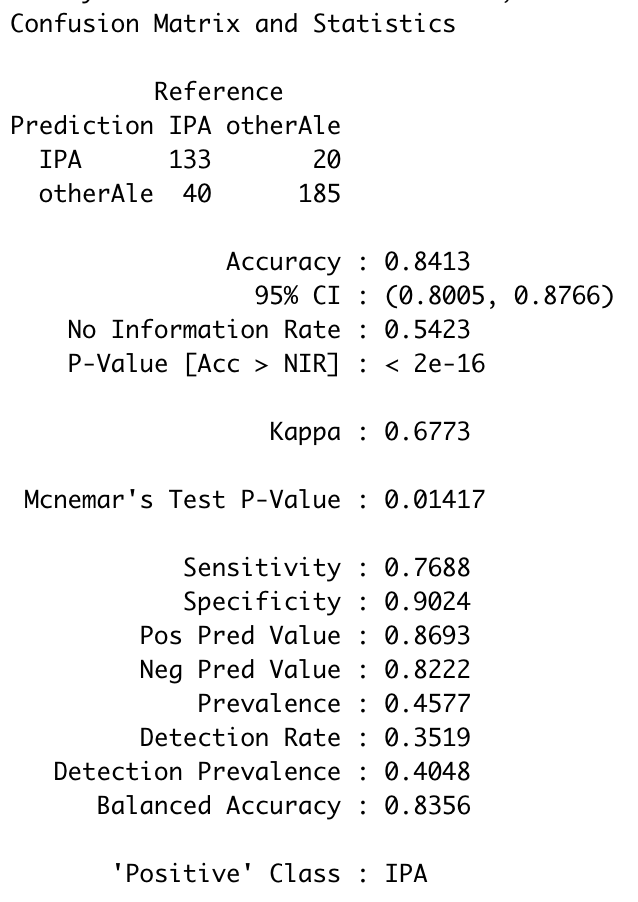 Confusion Matrix and Statistics
Reference
Prediction IPA otherAle
IPA 133 20
otherAle 40 185
Accuracy : 0.8413
95% CI : (0.8005, 0.8766)
No Information Rate : 0.5423
P-Value [Acc > NIR] : < 2e-16
Kappa : 0.6773
Mcnemar's Test P-Value : 0.01417
Sensitivity : 0.7688
Specificity : 0.9024
Pos Pred Value : 0.8693
Neg Pred Value : 0.8222
Prevalence : 0.4577
Detection Rate : 0.3519
Detection Prevalence : 0.4048
Balanced Accuracy : 0.8356
'Positive' Class : IPA